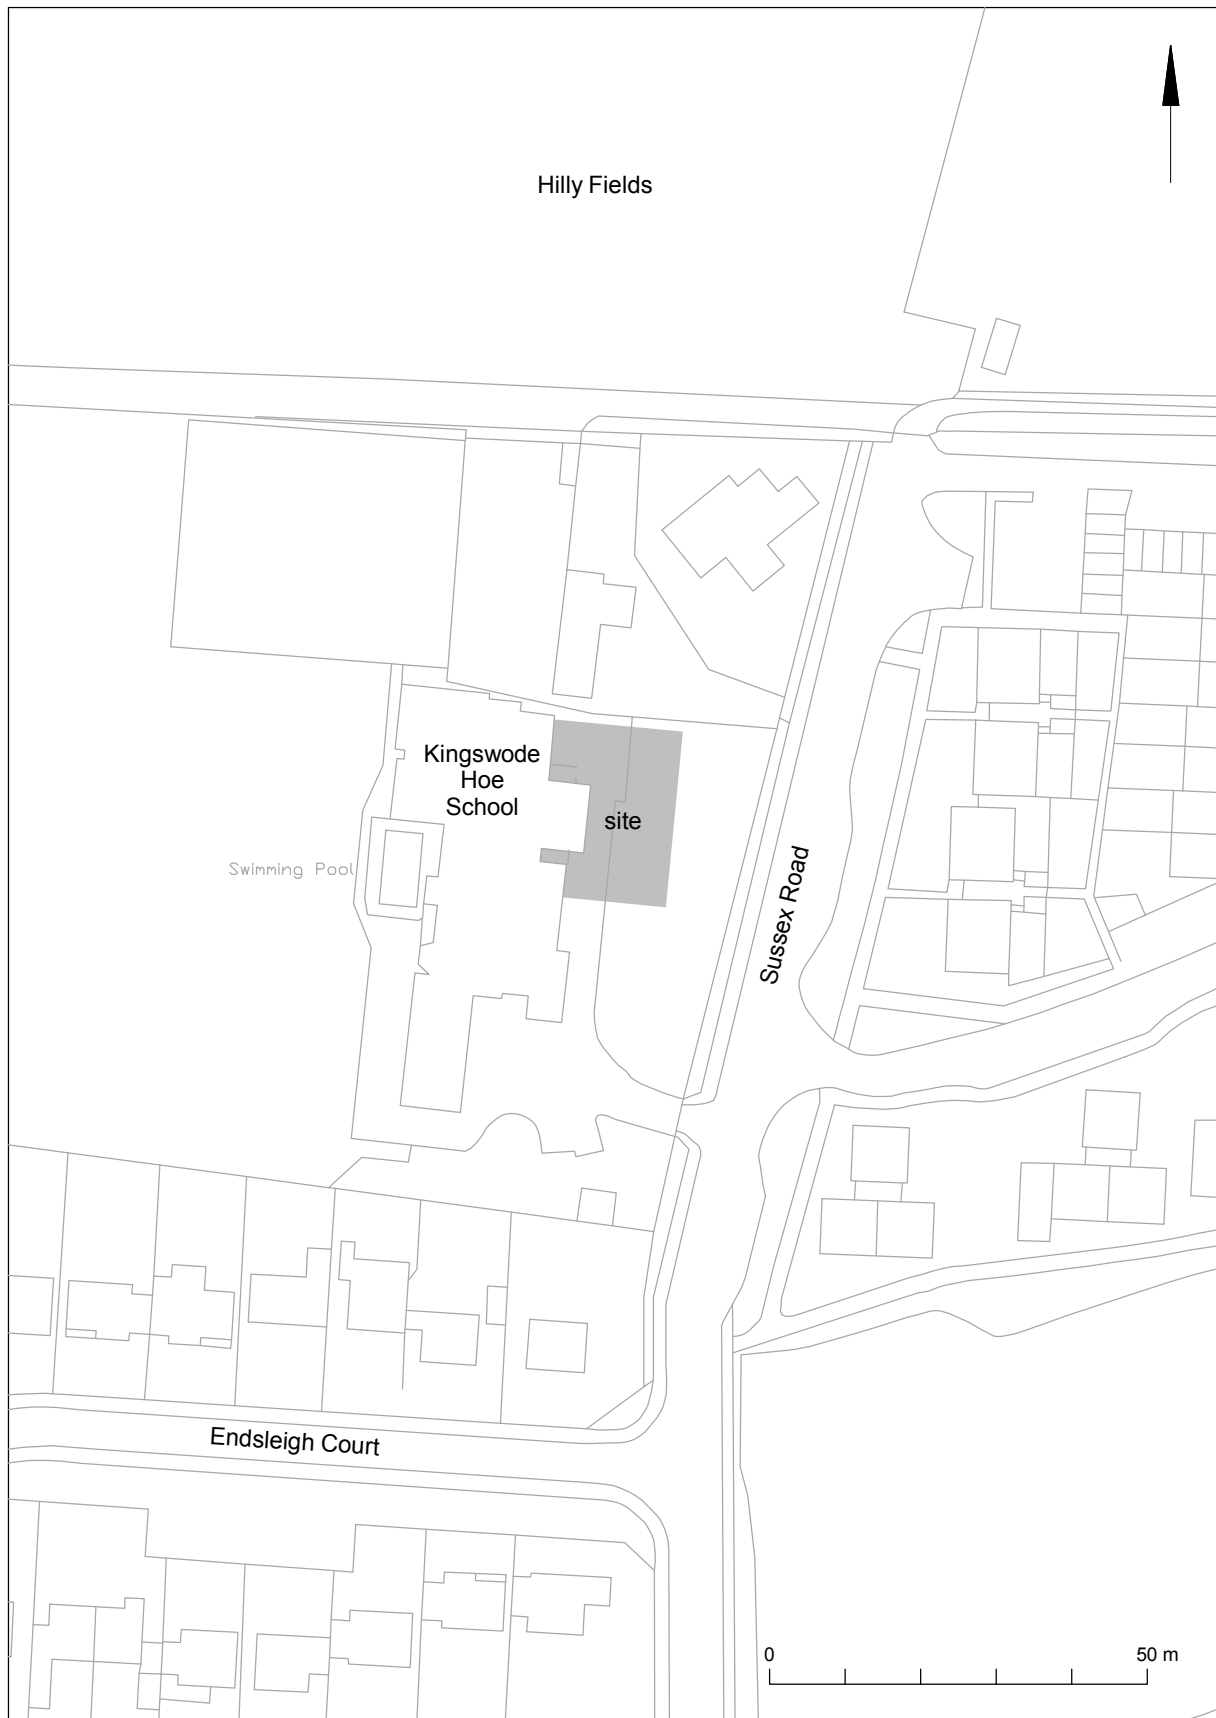 Hilly Fields
Kingswode
Hoe
School
site
Swimming Pool
Sussex Road
Endsleigh Court
0
50 m